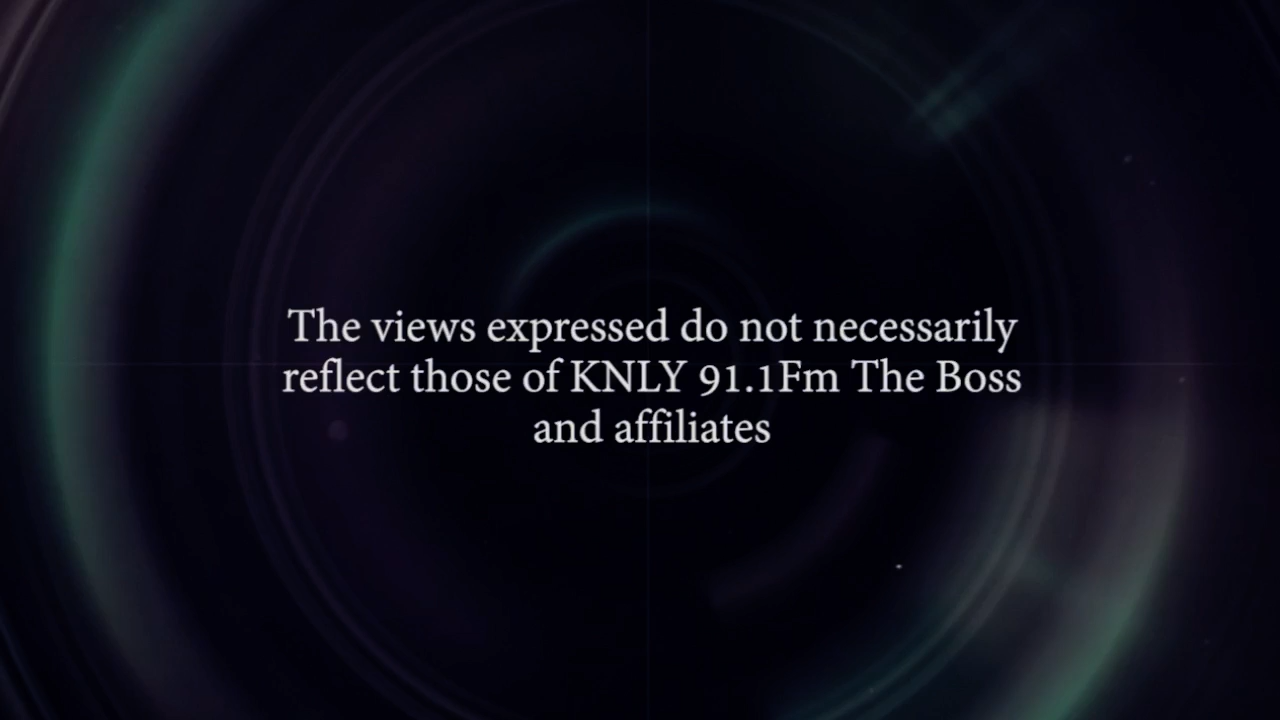 The views expressed do not necessarily
reflect those of KNLY 91.1Fm The Boss
and affiliates